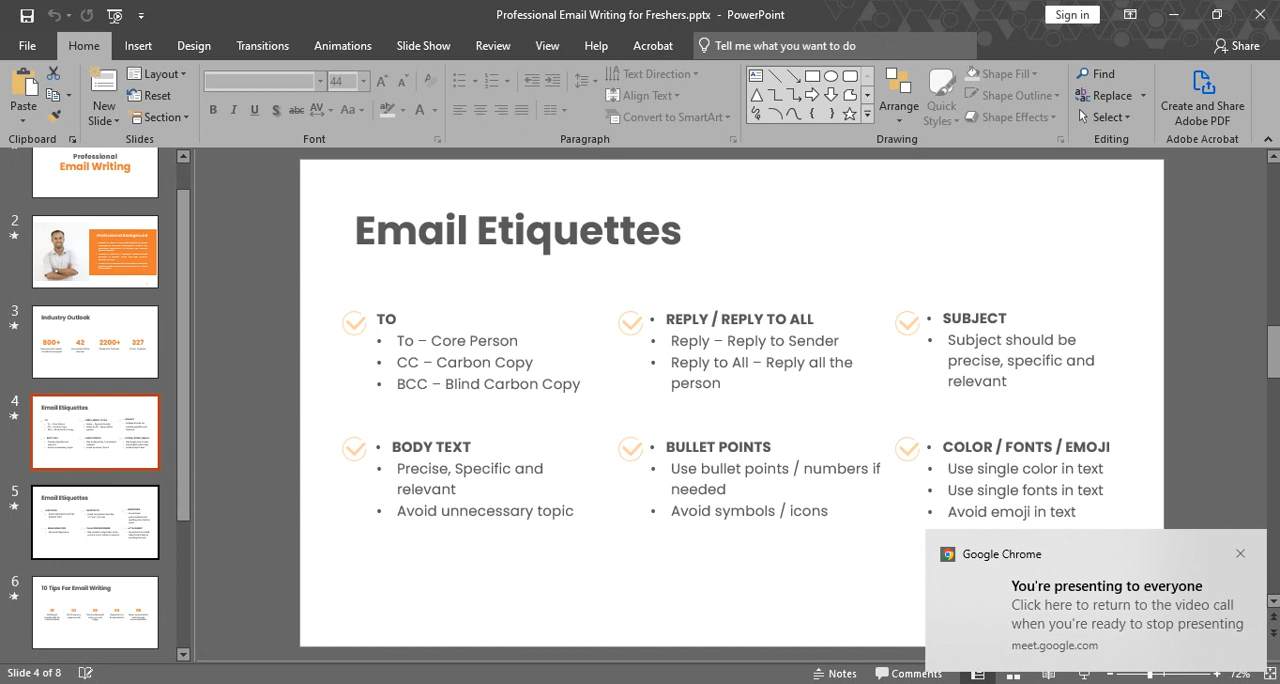 Professional Email Writing for Freshers.pptx - PowerPoint
Sign in
File Home Insert Design Transitions Animations Slide Show Review View Help Acrobat Tell me what you want to do Share
Paste
Clipboard
New Slide
Layout
Reset
Section
Slides
44
B I U S abc AV Aa A
Font
Text Direction
Align Text
Convert to SmartArt
Paragraph
Arrange
Quick Styles
Shape Fill
Shape Outline
Shape Effects
Drawing
Find
Replace
Select
Editing
Create and Share
Adobe PDF
Adobe Acrobat
Professional
Email Writing
2
3
Industry Outlook
800+ 42 2200+ 327
4
Email Etiquettes
5
Email Etiquettes
6
10 Tips For Email Writing
Email Etiquettes
TO
• To – Core Person
• CC – Carbon Copy
• BCC – Blind Carbon Copy
• REPLY / REPLY TO ALL
• Reply – Reply to Sender
• Reply to All – Reply all the
person
• SUBJECT
• Subject should be
precise, specific and
relevant
• BODY TEXT
• Precise, Specific and
relevant
• Avoid unnecessary topic
• BULLET POINTS
• Use bullet points / numbers if
needed
• Avoid symbols / icons
• COLOR / FONTS / EMOJI
• Use single color in text
• Use single fonts in text
• Avoid emoji in text
Google Chrome
You're presenting to everyone
Click here to return to the video call
when you're ready to stop presenting
meet.google.com
Slide 4 of 8
Notes
Comments
72%